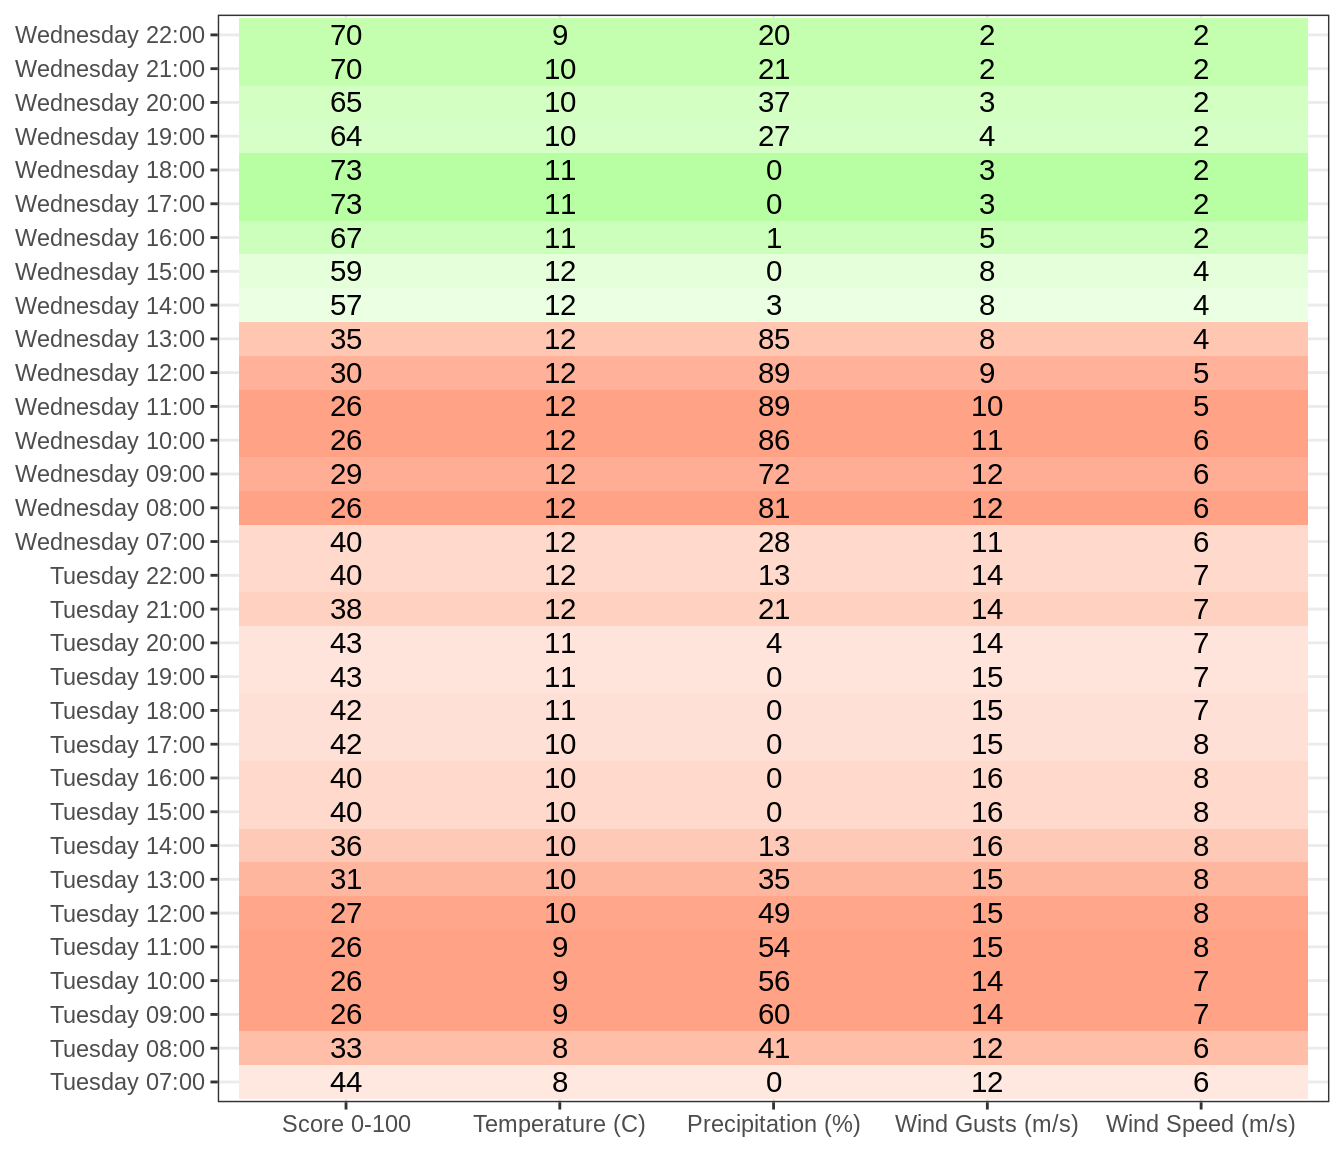 Wednesday 22:00 70 9 20 2 2
Wednesday 21:00 70 10 21 2 2
Wednesday 20:00 65 10 37 3 2
Wednesday 19:00 64 10 27 4 2
Wednesday 18:00 73 11 0 3 2
Wednesday 17:00 73 11 0 3 2
Wednesday 16:00 67 11 1 5 2
Wednesday 15:00 59 12 0 8 4
Wednesday 14:00 57 12 3 8 4
Wednesday 13:00 35 12 85 8 4
Wednesday 12:00 30 12 89 9 5
Wednesday 11:00 26 12 89 10 5
Wednesday 10:00 26 12 86 11 6
Wednesday 09:00 29 12 72 12 6
Wednesday 08:00 26 12 81 12 6
Wednesday 07:00 40 12 28 11 6
Tuesday 22:00 40 12 13 14 7
Tuesday 21:00 38 12 21 14 7
Tuesday 20:00 43 11 4 14 7
Tuesday 19:00 43 11 0 15 7
Tuesday 18:00 42 11 0 15 7
Tuesday 17:00 42 10 0 15 8
Tuesday 16:00 40 10 0 16 8
Tuesday 15:00 40 10 0 16 8
Tuesday 14:00 36 10 13 16 8
Tuesday 13:00 31 10 35 15 8
Tuesday 12:00 27 10 49 15 8
Tuesday 11:00 26 9 54 15 8
Tuesday 10:00 26 9 56 14 7
Tuesday 09:00 26 9 60 14 7
Tuesday 08:00 33 8 41 12 6
Tuesday 07:00 44 8 0 12 6
Score 0-100 Temperature (C) Precipitation (%) Wind Gusts (m/s) Wind Speed (m/s)